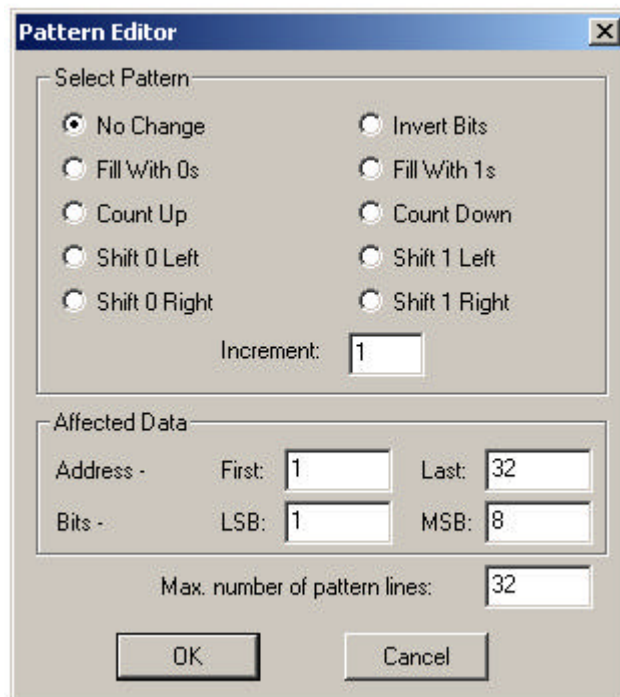 Pattern Editor
Select Pattern
No Change Invert Bits
Fill With 0s Fill With 1s
Count Up Count Down
Shift 0 Left Shift 1 Left
Shift 0 Right Shift 1 Right
Increment: 1
Affected Data
Address - First: 1 Last: 32
Bits - LSB: 1 MSB: 8
Max. number of pattern lines: 32
OK Cancel